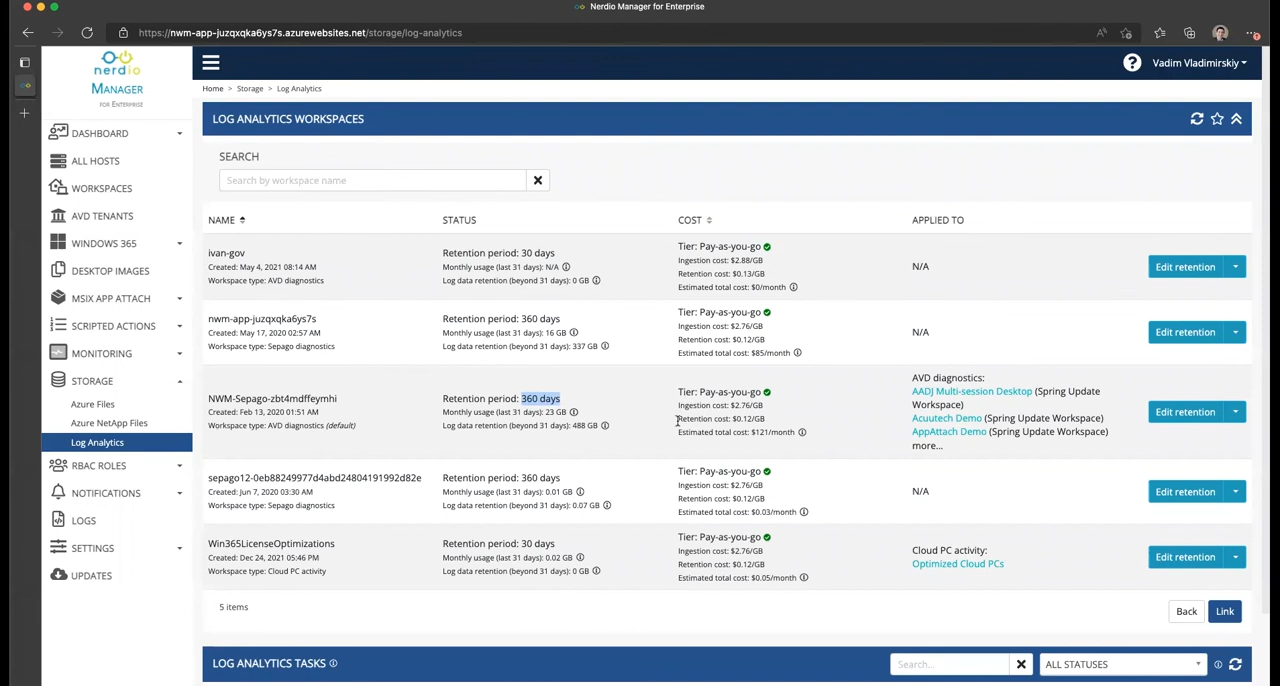 Nerdio Manager for Enterprise
https://nwm-app-juzqxqka6ys7s.azurewebsites.net/storage/log-analytics
nerdio
MANAGER
FOR ENTERPRISE
Vadim Vladimirskiy
Home > Storage > Log Analytics
DASHBOARD
ALL HOSTS
WORKSPACES
AVD TENANTS
WINDOWS 365
DESKTOP IMAGES
MSIX APP ATTACH
SCRIPTED ACTIONS
MONITORING
STORAGE
Azure Files
Azure NetApp Files
Log Analytics
RBAC ROLES
NOTIFICATIONS
LOGS
SETTINGS
UPDATES
LOG ANALYTICS WORKSPACES
SEARCH
Search by workspace name
NAME STATUS COST APPLIED TO
ivan-gov
Created: May 4, 2021 08:14 AM
Workspace type: AVD diagnostics
Retention period: 30 days
Monthly usage (last 31 days): N/A
Log data retention (beyond 31 days): 0 GB
Tier: Pay-as-you-go
Ingestion cost: $2.88/GB
Retention cost: $0.13/GB
Estimated total cost: $0/month
N/A
Edit retention
nwm-app-juzqxqka6ys7s
Created: May 17, 2020 02:57 AM
Workspace type: Sepago diagnostics
Retention period: 360 days
Monthly usage (last 31 days): 16 GB
Log data retention (beyond 31 days): 337 GB
Tier: Pay-as-you-go
Ingestion cost: $2.76/GB
Retention cost: $0.12/GB
Estimated total cost: $85/month
N/A
Edit retention
NWM-Sepago-zbt4mdffeymhi
Created: Feb 13, 2020 01:51 AM
Workspace type: AVD diagnostics (default)
Retention period: 360 days
Monthly usage (last 31 days): 23 GB
Log data retention (beyond 31 days): 488 GB
Tier: Pay-as-you-go
Ingestion cost: $2.76/GB
Retention cost: $0.12/GB
Estimated total cost: $121/month
AVD diagnostics:
AADJ Multi-session Desktop (Spring Update
Workspace)
Acuutech Demo (Spring Update Workspace)
AppAttach Demo (Spring Update Workspace)
more...
Edit retention
sepago12-0eb88249977d4abd24804191992d82e
Created: Jun 7, 2020 03:30 AM
Workspace type: Sepago diagnostics
Retention period: 360 days
Monthly usage (last 31 days): 0.01 GB
Log data retention (beyond 31 days): 0.07 GB
Tier: Pay-as-you-go
Ingestion cost: $2.76/GB
Retention cost: $0.12/GB
Estimated total cost: $0.03/month
N/A
Edit retention
Win365LicenseOptimizations
Created: Dec 24, 2021 05:46 PM
Workspace type: Cloud PC activity
Retention period: 30 days
Monthly usage (last 31 days): 0.02 GB
Log data retention (beyond 31 days): 0 GB
Tier: Pay-as-you-go
Ingestion cost: $2.76/GB
Retention cost: $0.12/GB
Estimated total cost: $0.05/month
Cloud PC activity:
Optimized Cloud PCs
Edit retention
5 items
Back
Link
LOG ANALYTICS TASKS
Search...
ALL STATUSES